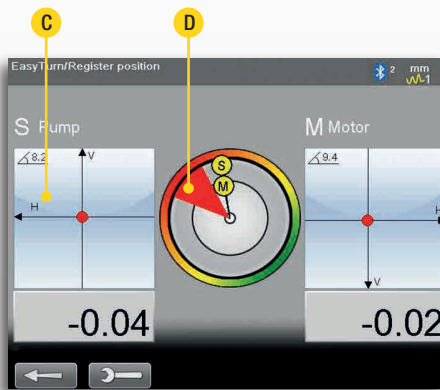 C D
EasyTurn/Register position
2 mm
1
S Pump
M Motor
8.2
V
H
S
M
9.4
H
V
-0.04
-0.02